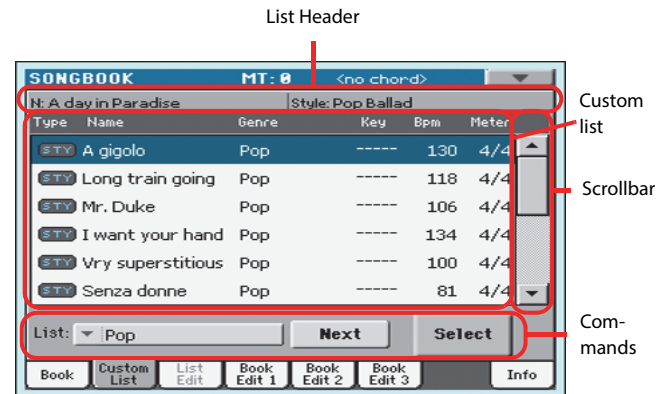 List Header
SONGBOOK MT: 0 <no chord>
N: A day in Paradise Style: Pop Ballad
Custom list
Type Name Genre Key Bpm Meter
STY A gigolo Pop ----- 130 4/4
STY Long train going Pop ----- 118 4/4
Scrollbar
STY Mr. Duke Pop ----- 106 4/4
STY I want your hand Pop ----- 134 4/4
STY Vry superstitious Pop ----- 100 4/4
STY Senza donne Pop ----- 81 4/4
List: Pop Next Select
Com-
mands
Book Custom List List Edit Book Edit 1 Book Edit 2 Book Edit 3 Info